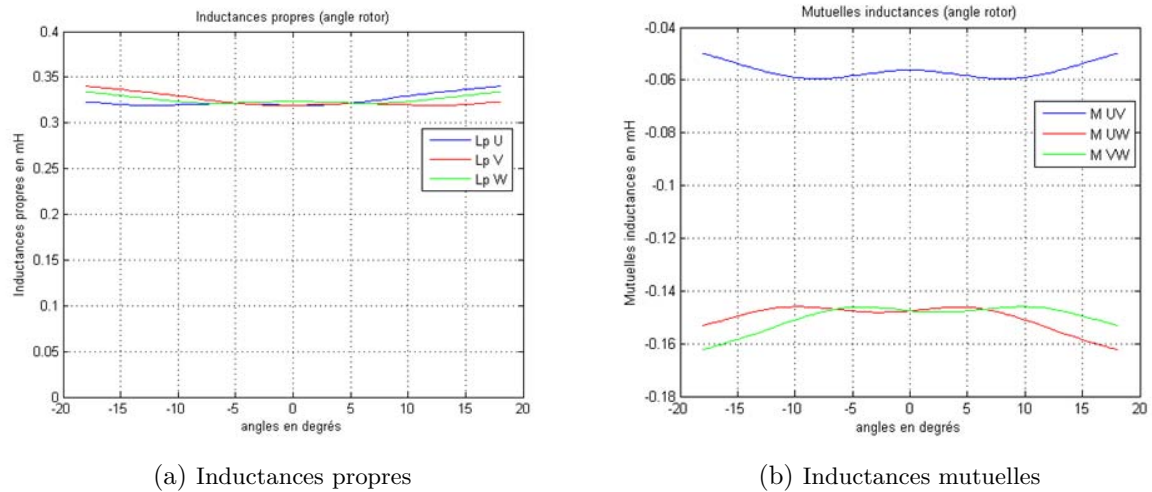 Inductances propres (angle rotor)
Inductances propres en mH
0.4
0.35
0.3
0.25
0.2
0.15
0.1
0.05
0
Lp U
Lp V
Lp W
-20 -15 -10 -5 0 5 10 15 20
angles en degrés
(a) Inductances propres
Mutuelles inductances (angle rotor)
Mutuelles inductances en mH
-0.04
-0.06
-0.08
-0.1
-0.12
-0.14
-0.16
-0.18
M UV
M UW
M VW
-20 -15 -10 -5 0 5 10 15 20
angles en degrés
(b) Inductances mutuelles